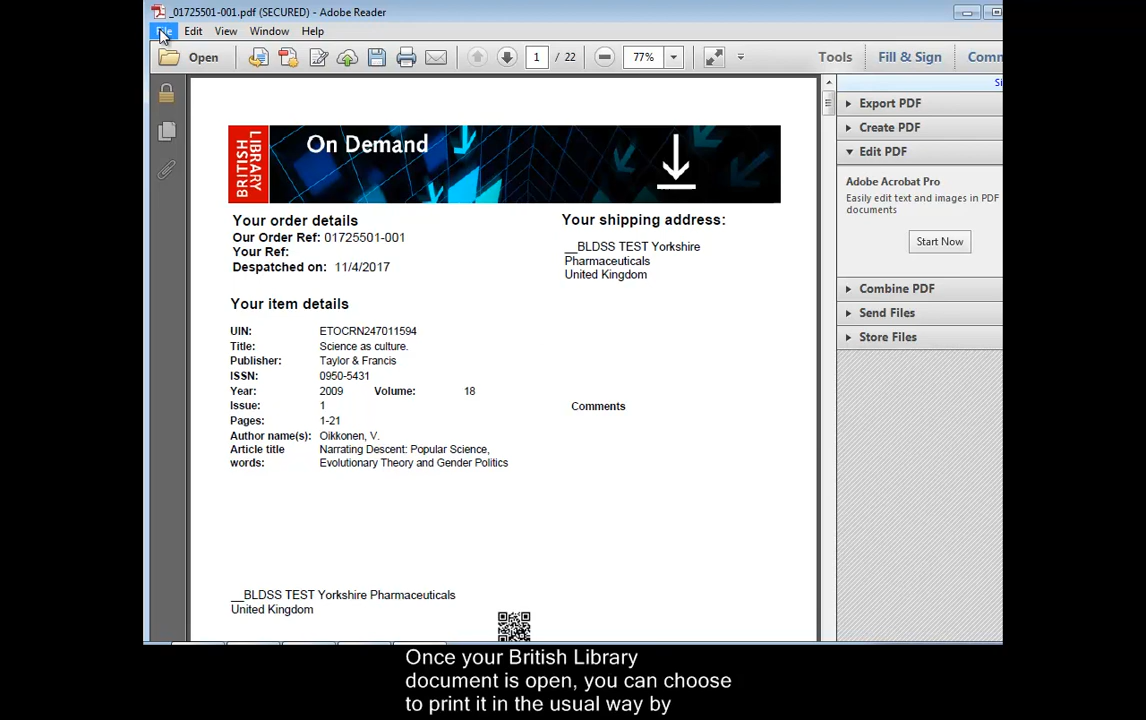 _01725501-001.pdf (SECURED) - Adobe Reader
File Edit View Window Help
Open 1 / 22 77% Tools Fill & Sign Comm
Si
Export PDF
Create PDF
Edit PDF
Adobe Acrobat Pro
Easily edit text and images in PDF
documents
Start Now
Combine PDF
Send Files
Store Files
BRITISH
LIBRARY
On Demand
Your order details
Our Order Ref: 01725501-001
Your Ref:
Despatched on: 11/4/2017
Your shipping address:
__BLDSS TEST Yorkshire
Pharmaceuticals
United Kingdom
Your item details
UIN: ETOCRN247011594
Title: Science as culture.
Publisher: Taylor & Francis
ISSN: 0950-5431
Year: 2009 Volume: 18
Issue: 1
Pages: 1-21
Author name(s): Oikkonen, V.
Article title Narrating Descent: Popular Science,
words: Evolutionary Theory and Gender Politics
Comments
__BLDSS TEST Yorkshire Pharmaceuticals
United Kingdom
Once your British Library
document is open, you can choose
to print it in the usual way by